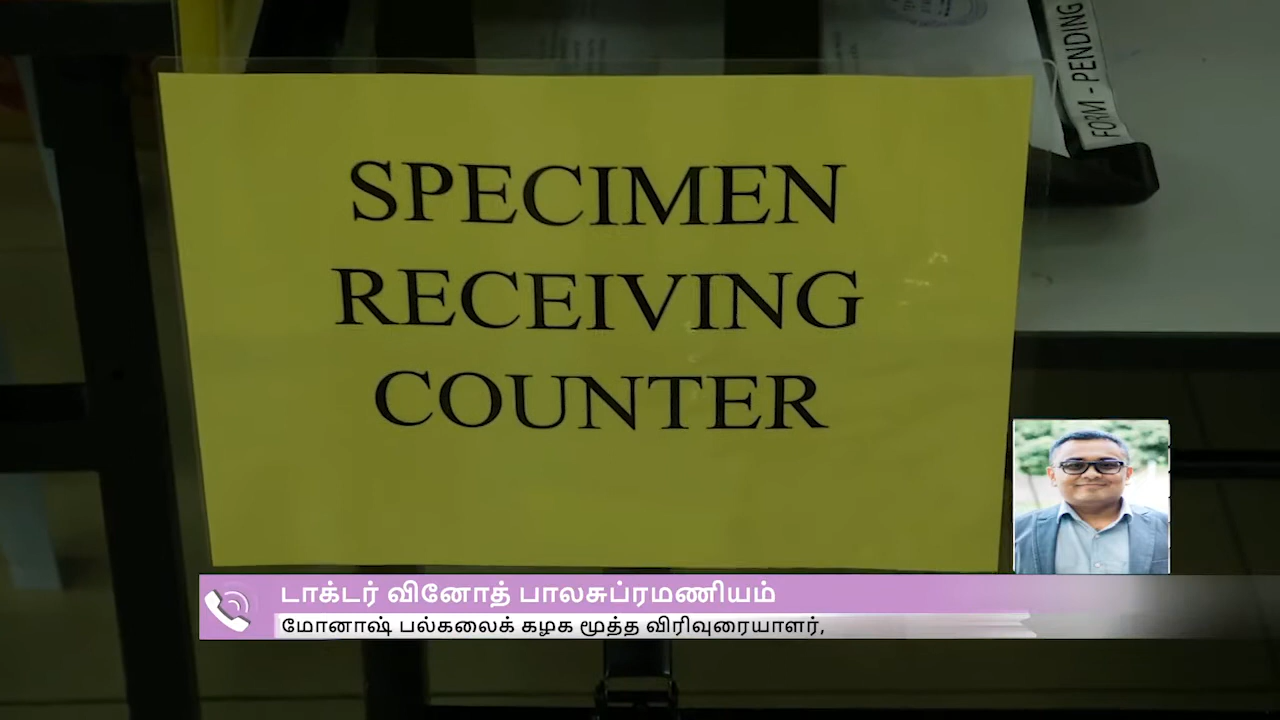 FORM - PENDING
SPECIMEN
RECEIVING
COUNTER
டாக்டர் வினோத் பாலசுப்ரமணியம்
மோனாஷ் பல்கலைக் கழக மூத்த விரிவுரையாளர்,